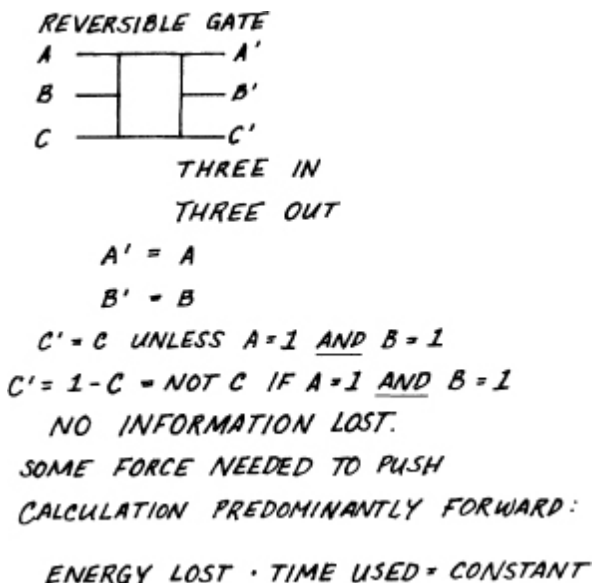 REVERSIBLE GATE
A A'
B B'
C C'
THREE IN
THREE OUT
A' = A
B' = B
C' = C UNLESS A = 1 AND B = 1
C' = 1 - C = NOT C IF A = 1 AND B = 1
NO INFORMATION LOST.
SOME FORCE NEEDED TO PUSH
CALCULATION PREDOMINANTLY FORWARD:
ENERGY LOST · TIME USED = CONSTANT